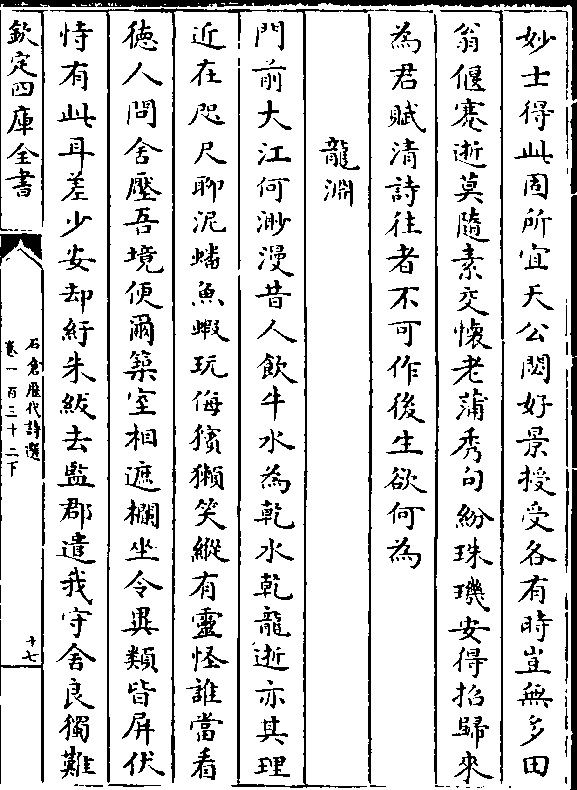 妙士得此固所宜天公閟好景授受各有時豈無多田
翁偃蹇逝莫隨素交懷老蒲秀句紛珠璣安得招歸來
為君賦清詩往者不可作後生欲何為
龍淵
門前大江何渺漫昔人飲牛水為乾水乾龍逝亦其理
近在咫尺聊泥蟠魚蝦玩侮獱獺笑縱有靈怪誰當看
徳人問舍壓吾境便爾築室相遮欄坐令異類皆屏伏
恃有此耳差少安却紆朱紱去監郡遣我守舍良獨難
欽定四庫全書
石倉歴代詩選
卷一百三十二下
十七